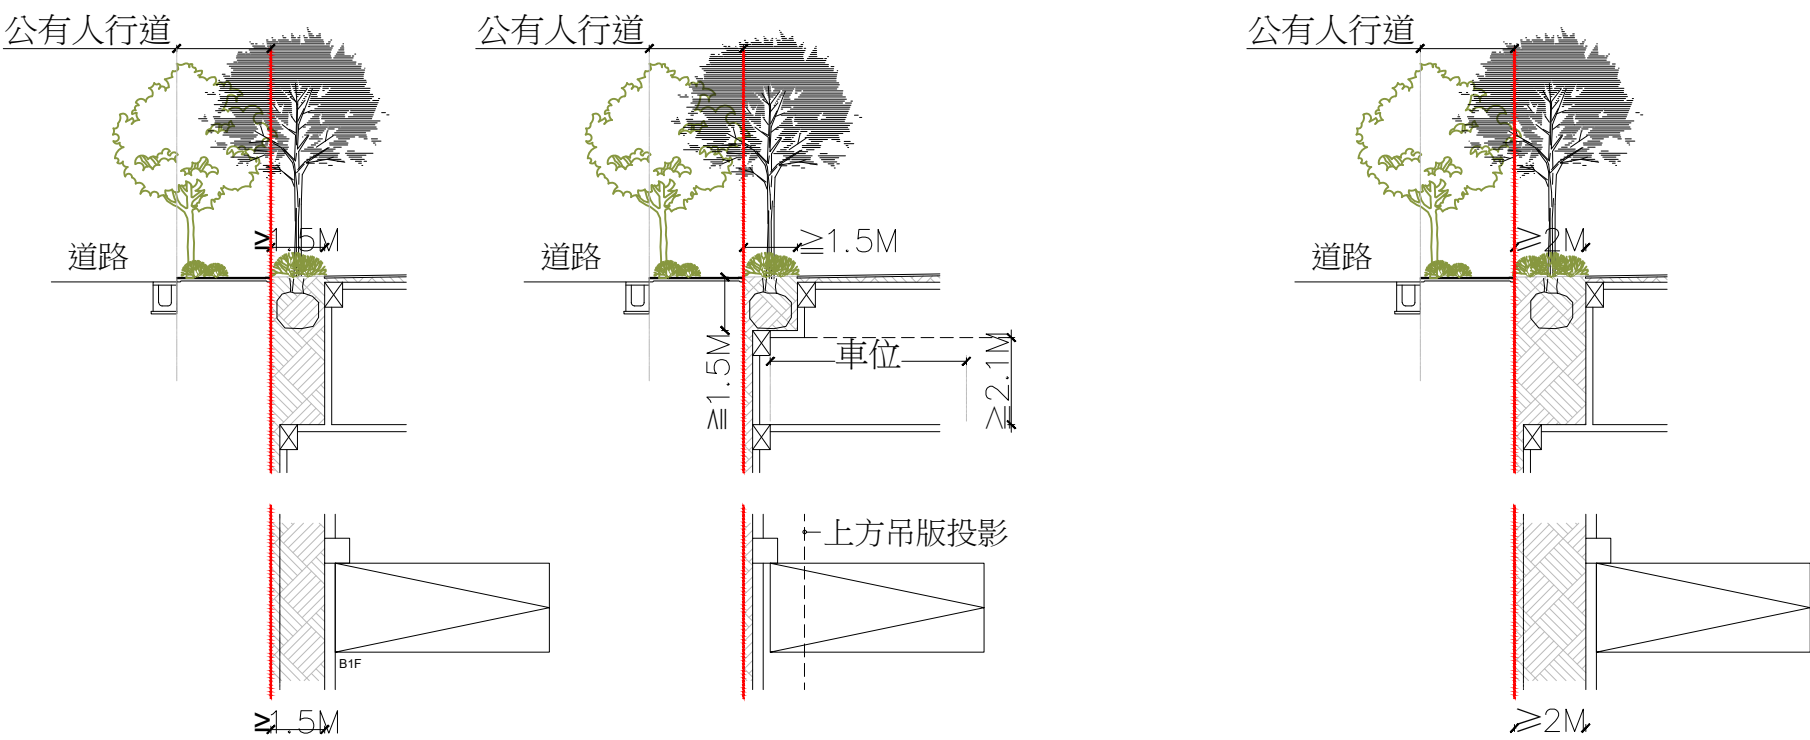 公有人行道
公有人行道
公有人行道
≥1.5M
≧1.5M
≥2M
道路
道路
道路
≧1.5M
車位
≧2.1M
上方吊版投影
B1F
≥1.5M
≥2M